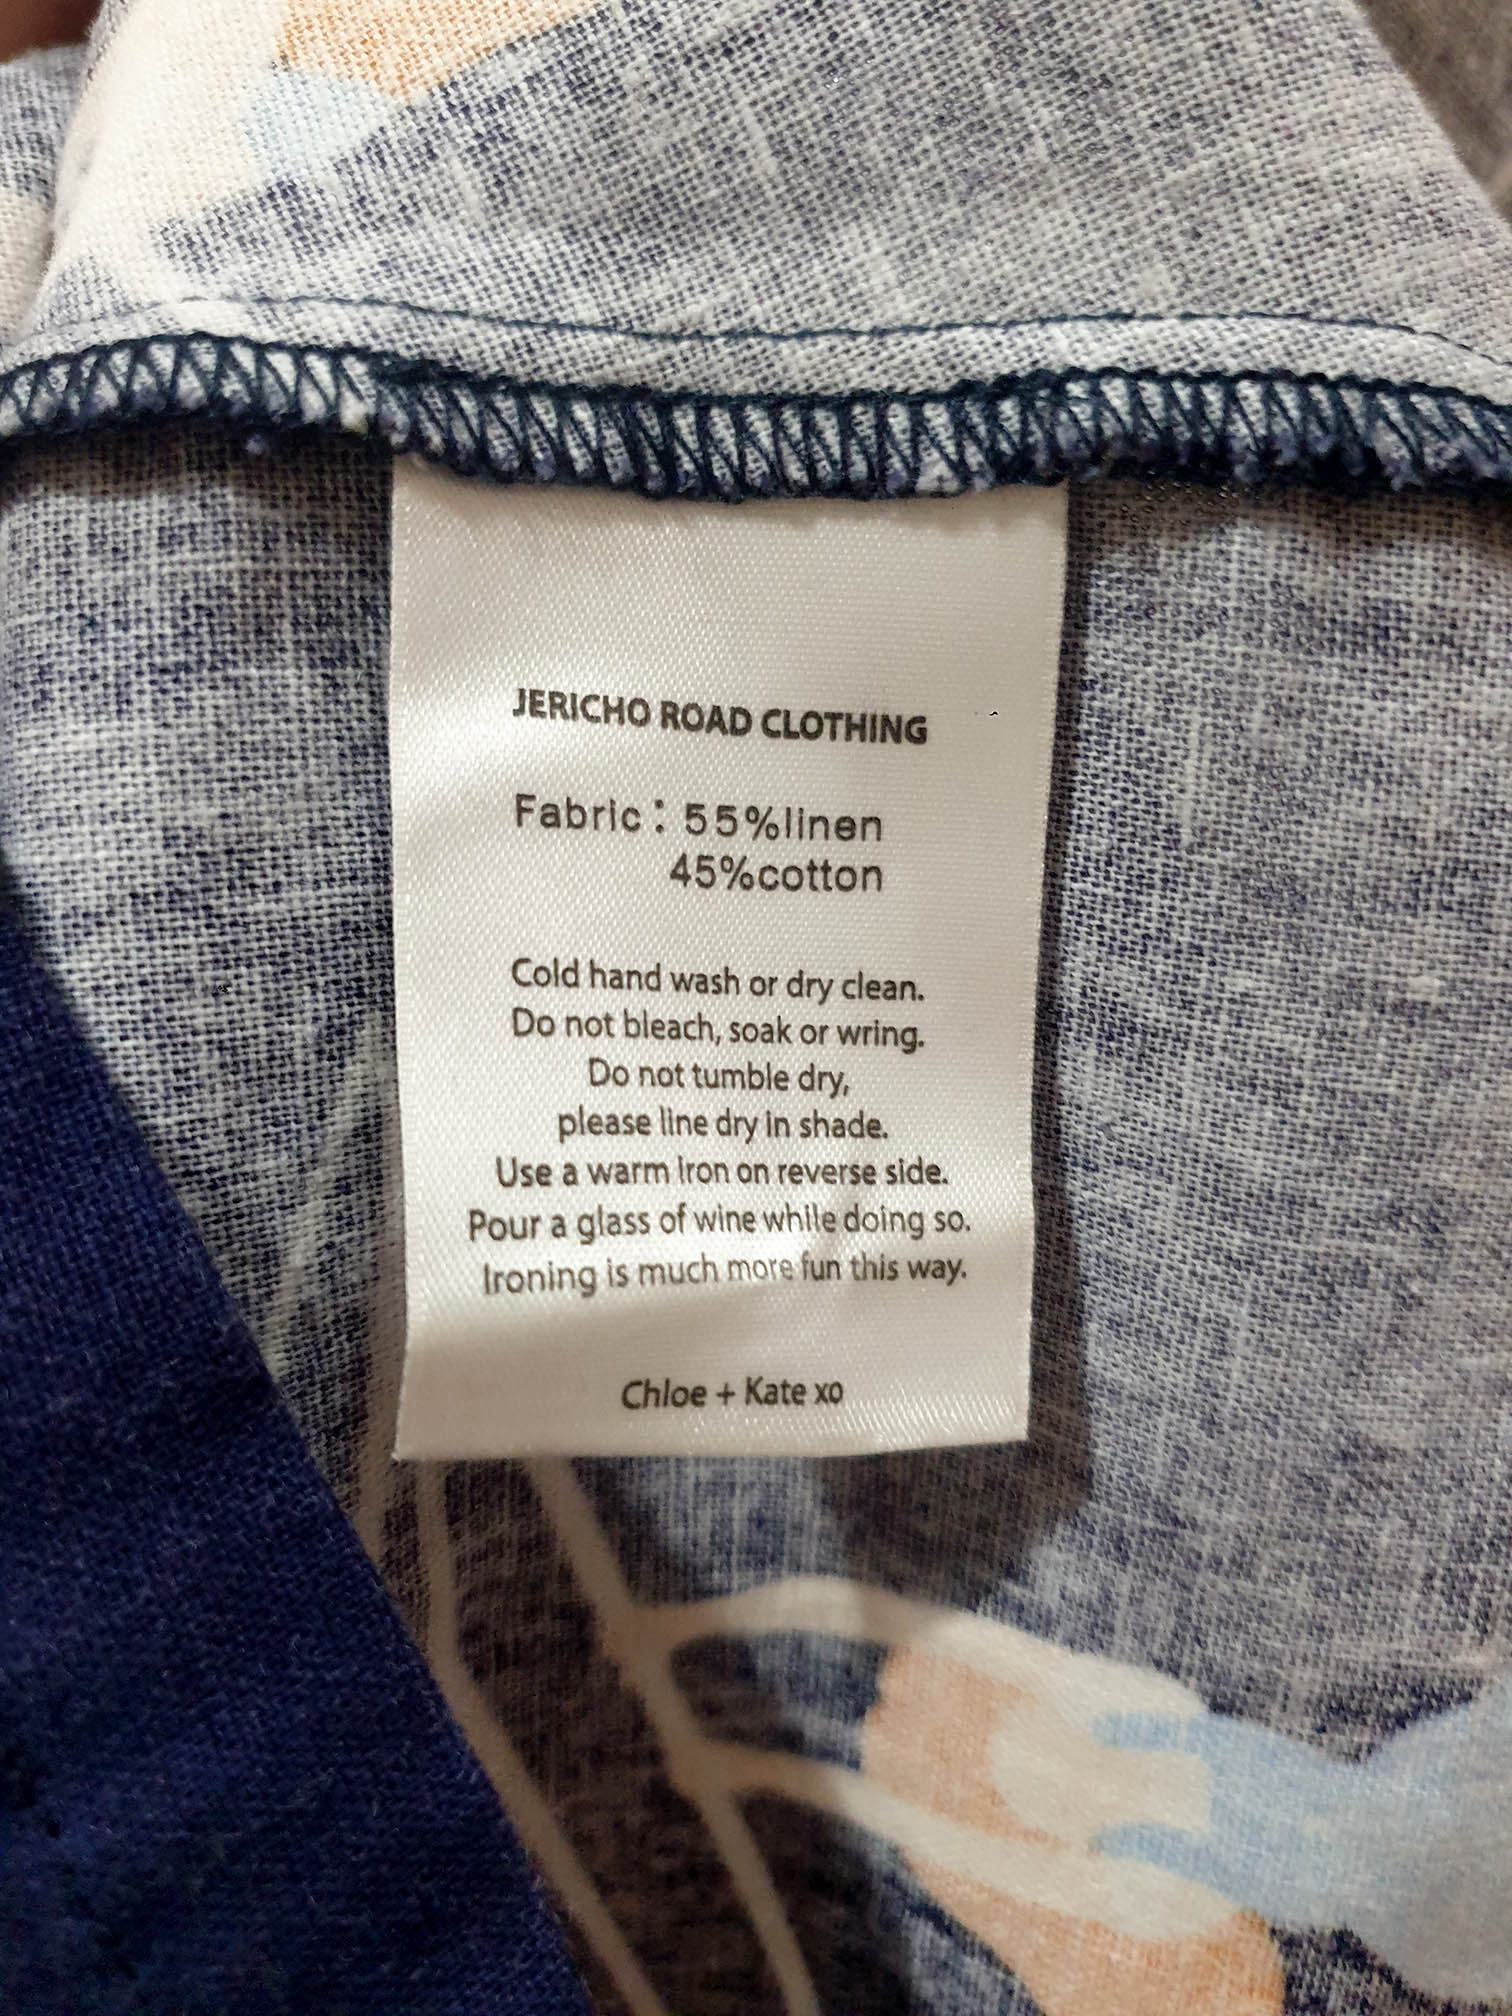 JERICHO ROAD CLOTHING
Fabric: 55%linen
45%cotton
Cold hand wash or dry clean.
Do not bleach, soak or wring.
Do not tumble dry,
please line dry in shade.
Use a warm iron on reverse side.
Pour a glass of wine while doing so.
Ironing is much more fun this way.
Chloe + Kate xo